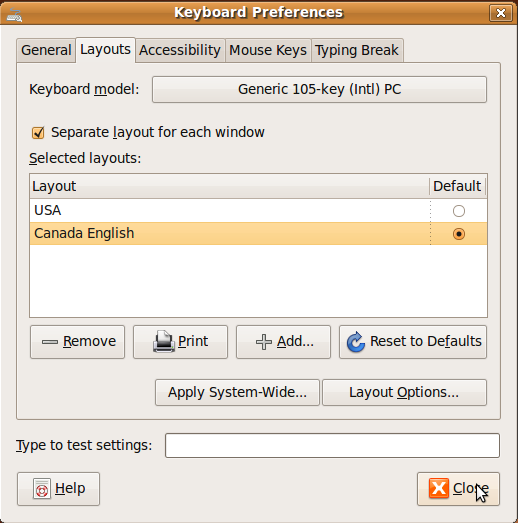 Keyboard Preferences
General Layouts Accessibility Mouse Keys Typing Break
Keyboard model: Generic 105-key (Intl) PC
Separate layout for each window
Selected layouts:
Layout Default
USA
Canada English
Remove Print Add... Reset to Defaults
Apply System-Wide... Layout Options...
Type to test settings:
Help Close